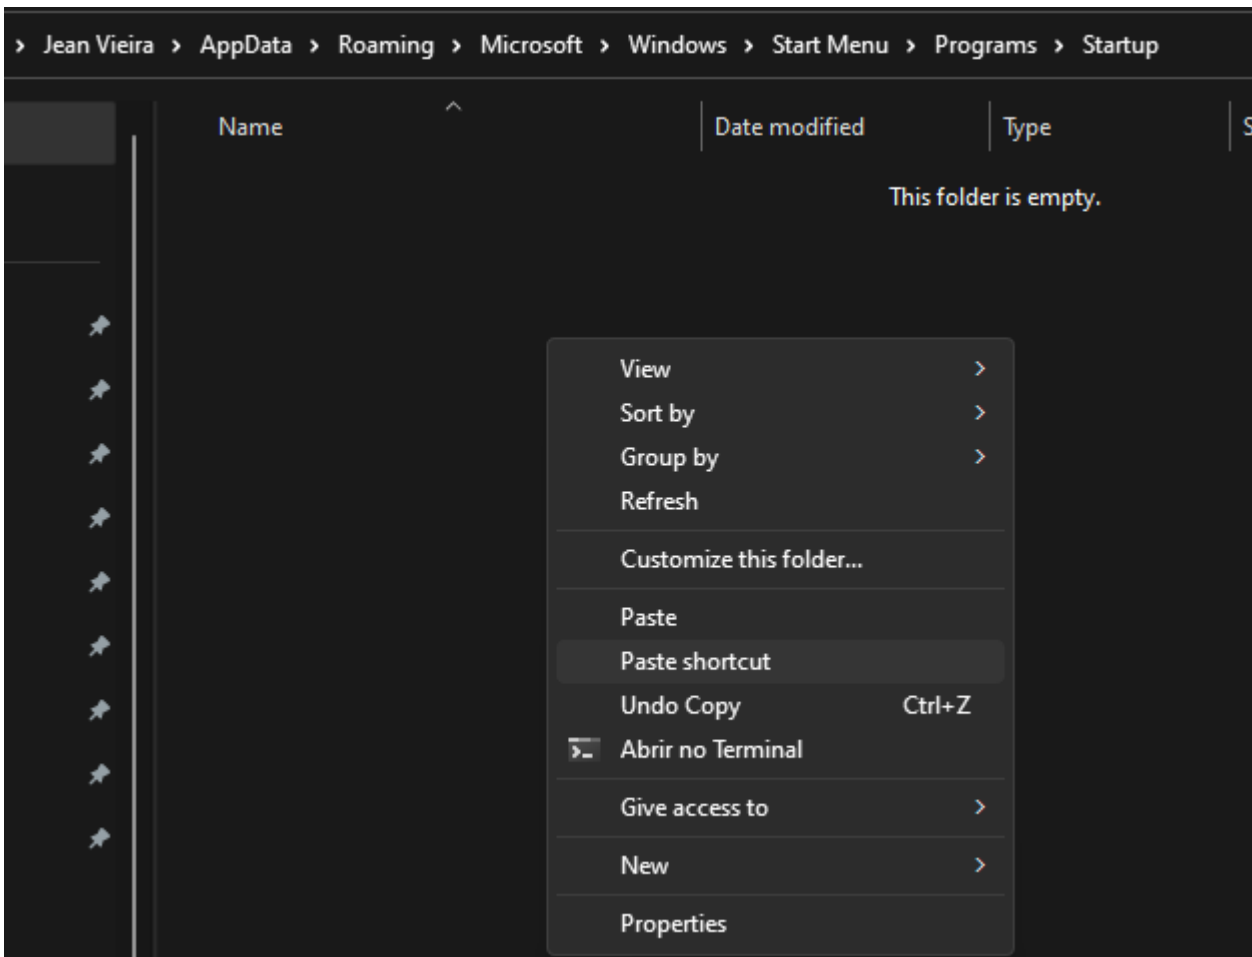 › Jean Vieira › AppData › Roaming › Microsoft › Windows › Start Menu › Programs › Startup
Name Date modified Type S
This folder is empty.
View
Sort by
Group by
Refresh
Customize this folder...
Paste
Paste shortcut
Undo Copy Ctrl+Z
Abrir no Terminal
Give access to
New
Properties